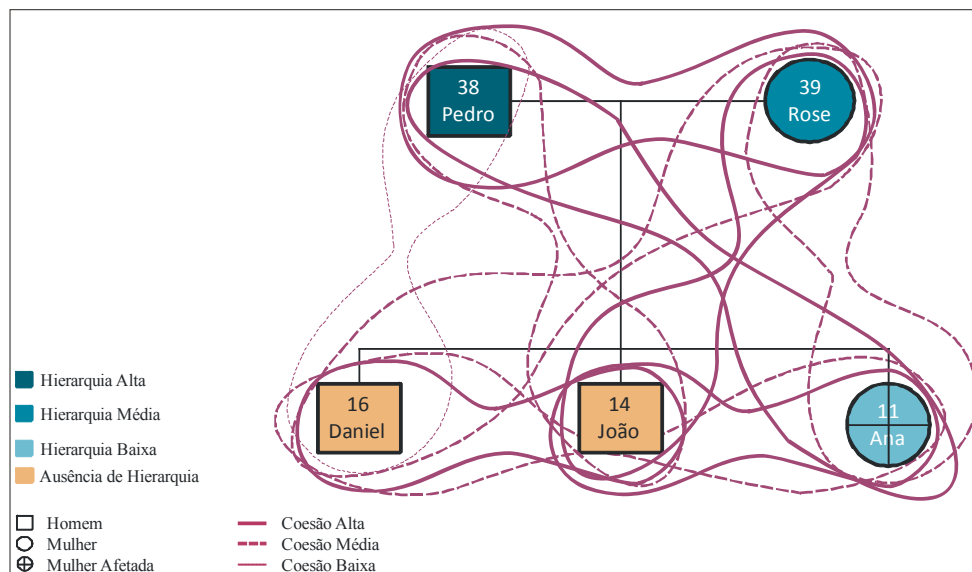 38
Pedro
39
Rose
16
Daniel
14
João
11
Ana
Hierarquia Alta
Hierarquia Média
Hierarquia Baixa
Ausência de Hierarquia
Homem
Mulher
Mulher Afetada
Coesão Alta
Coesão Média
Coesão Baixa